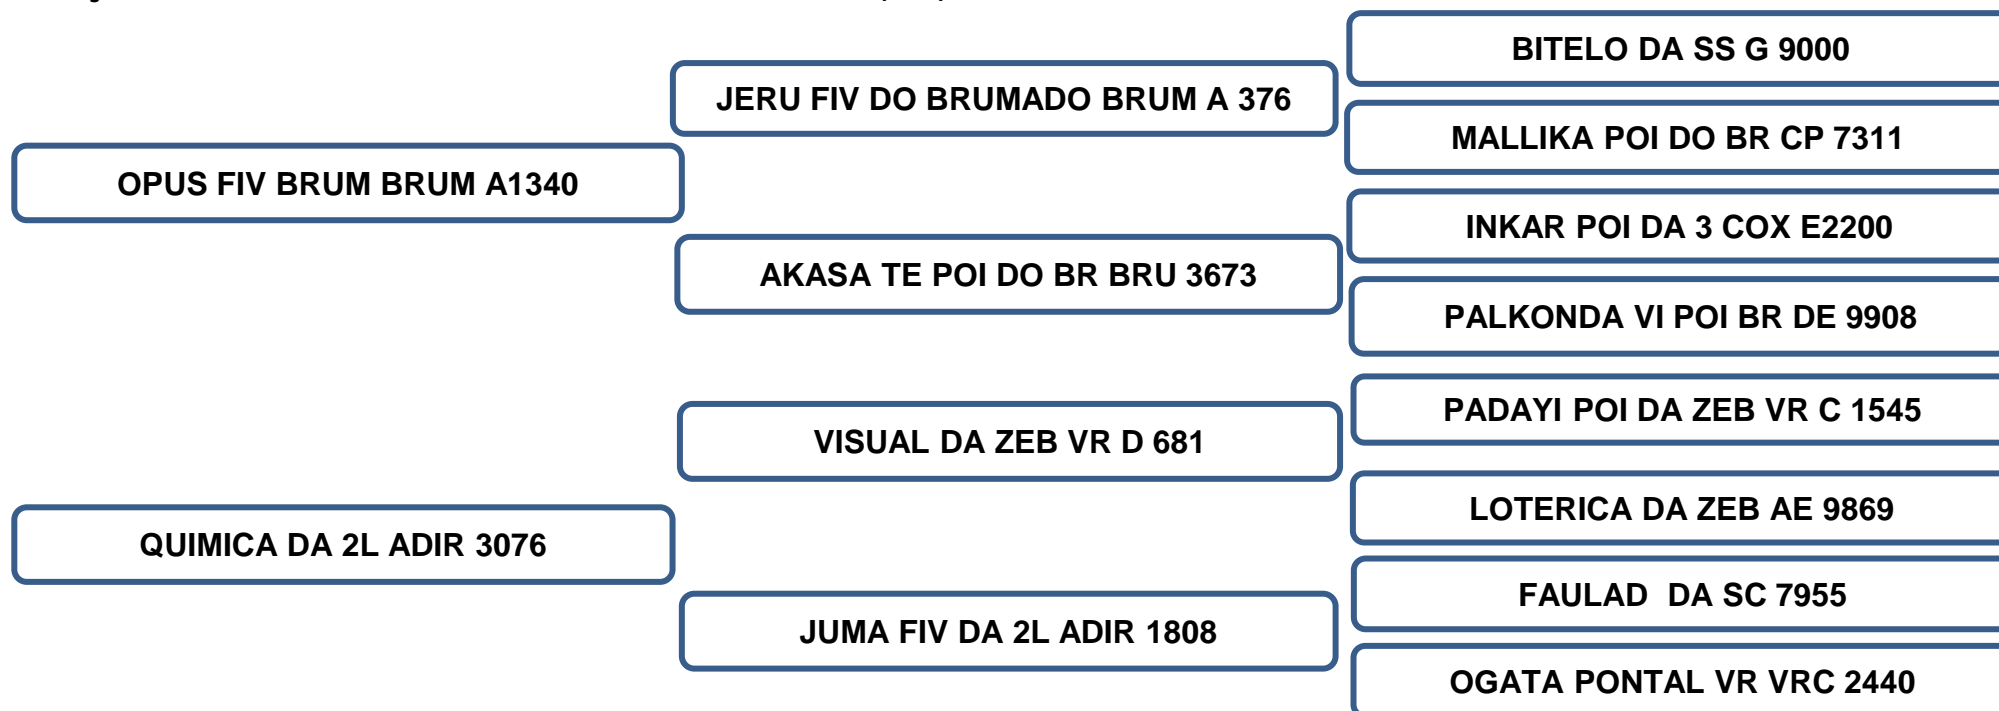 BITELO DA SS G 9000
JERU FIV DO BRUMADO BRUM A 376
MALLIKA POI DO BR CP 7311
OPUS FIV BRUM BRUM A1340
INKAR POI DA 3 COX E2200
AKASA TE POI DO BR BRU 3673
PALKONDA VI POI BR DE 9908
PADAYI POI DA ZEB VR C 1545
VISUAL DA ZEB VR D 681
LOTERICA DA ZEB AE 9869
QUIMICA DA 2L ADIR 3076
FAULAD DA SC 7955
JUMA FIV DA 2L ADIR 1808
OGATA PONTAL VR VRC 2440